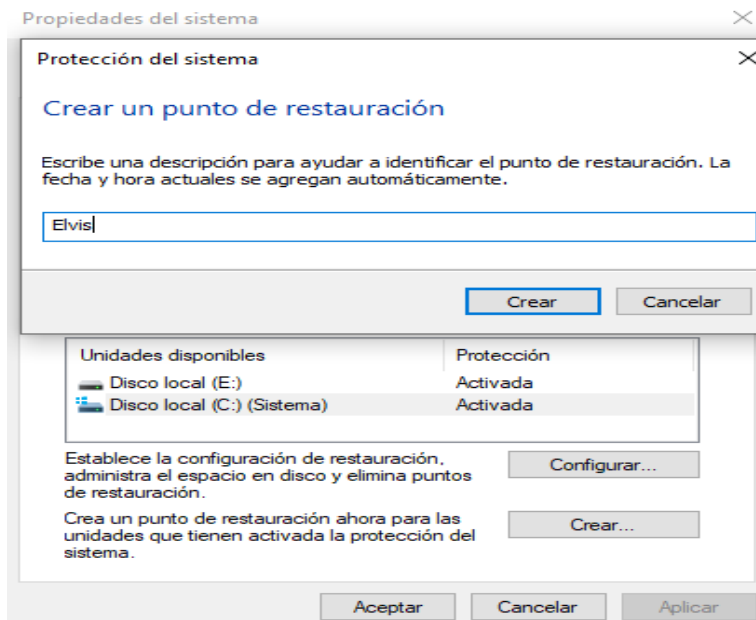 Propiedades del sistema
Protección del sistema
Crear un punto de restauración
Escribe una descripción para ayudar a identificar el punto de restauración. La
fecha y hora actuales se agregan automáticamente.
Elvis
Crear Cancelar
Unidades disponibles Protección
Disco local (E:) Activada
Disco local (C:) (Sistema) Activada
Establece la configuración de restauración,
administra el espacio en disco y elimina puntos
de restauración.
Configurar...
Crea un punto de restauración ahora para las
unidades que tienen activada la protección del
sistema.
Crear...
Aceptar Cancelar Aplicar